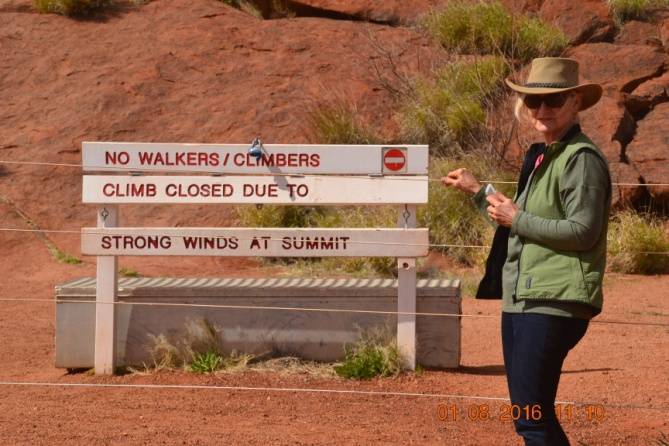 NO WALKERS/CLIMBERS
CLIMB CLOSED DUE TO
STRONG WINDS AT SUMMIT
01 08 2016 11 10